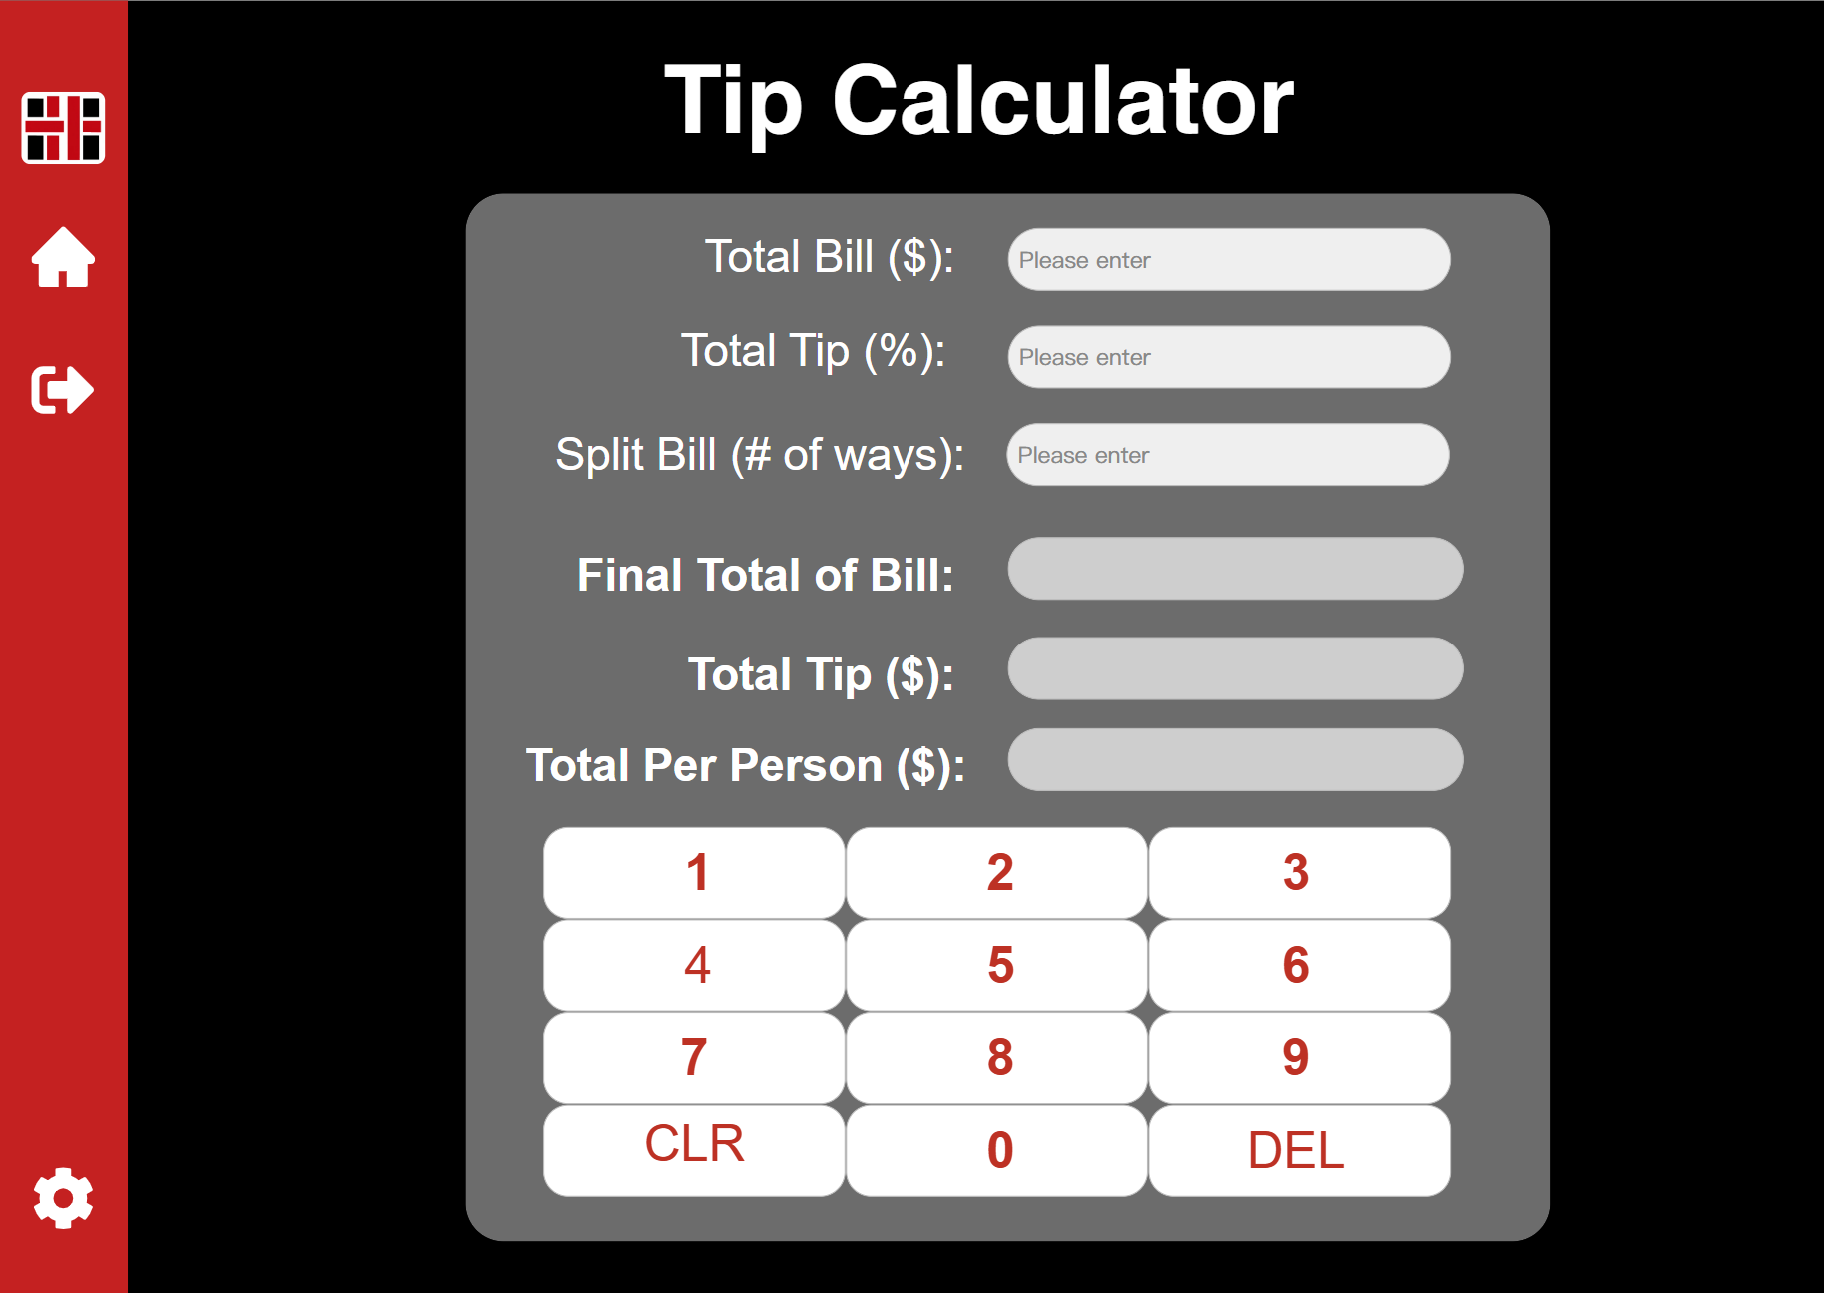 Tip Calculator
Total Bill ($): Please enter
Total Tip (%): Please enter
Split Bill (# of ways): Please enter
Final Total of Bill:
Total Tip ($):
Total Per Person ($):
1 2 3
4 5 6
7 8 9
CLR 0 DEL